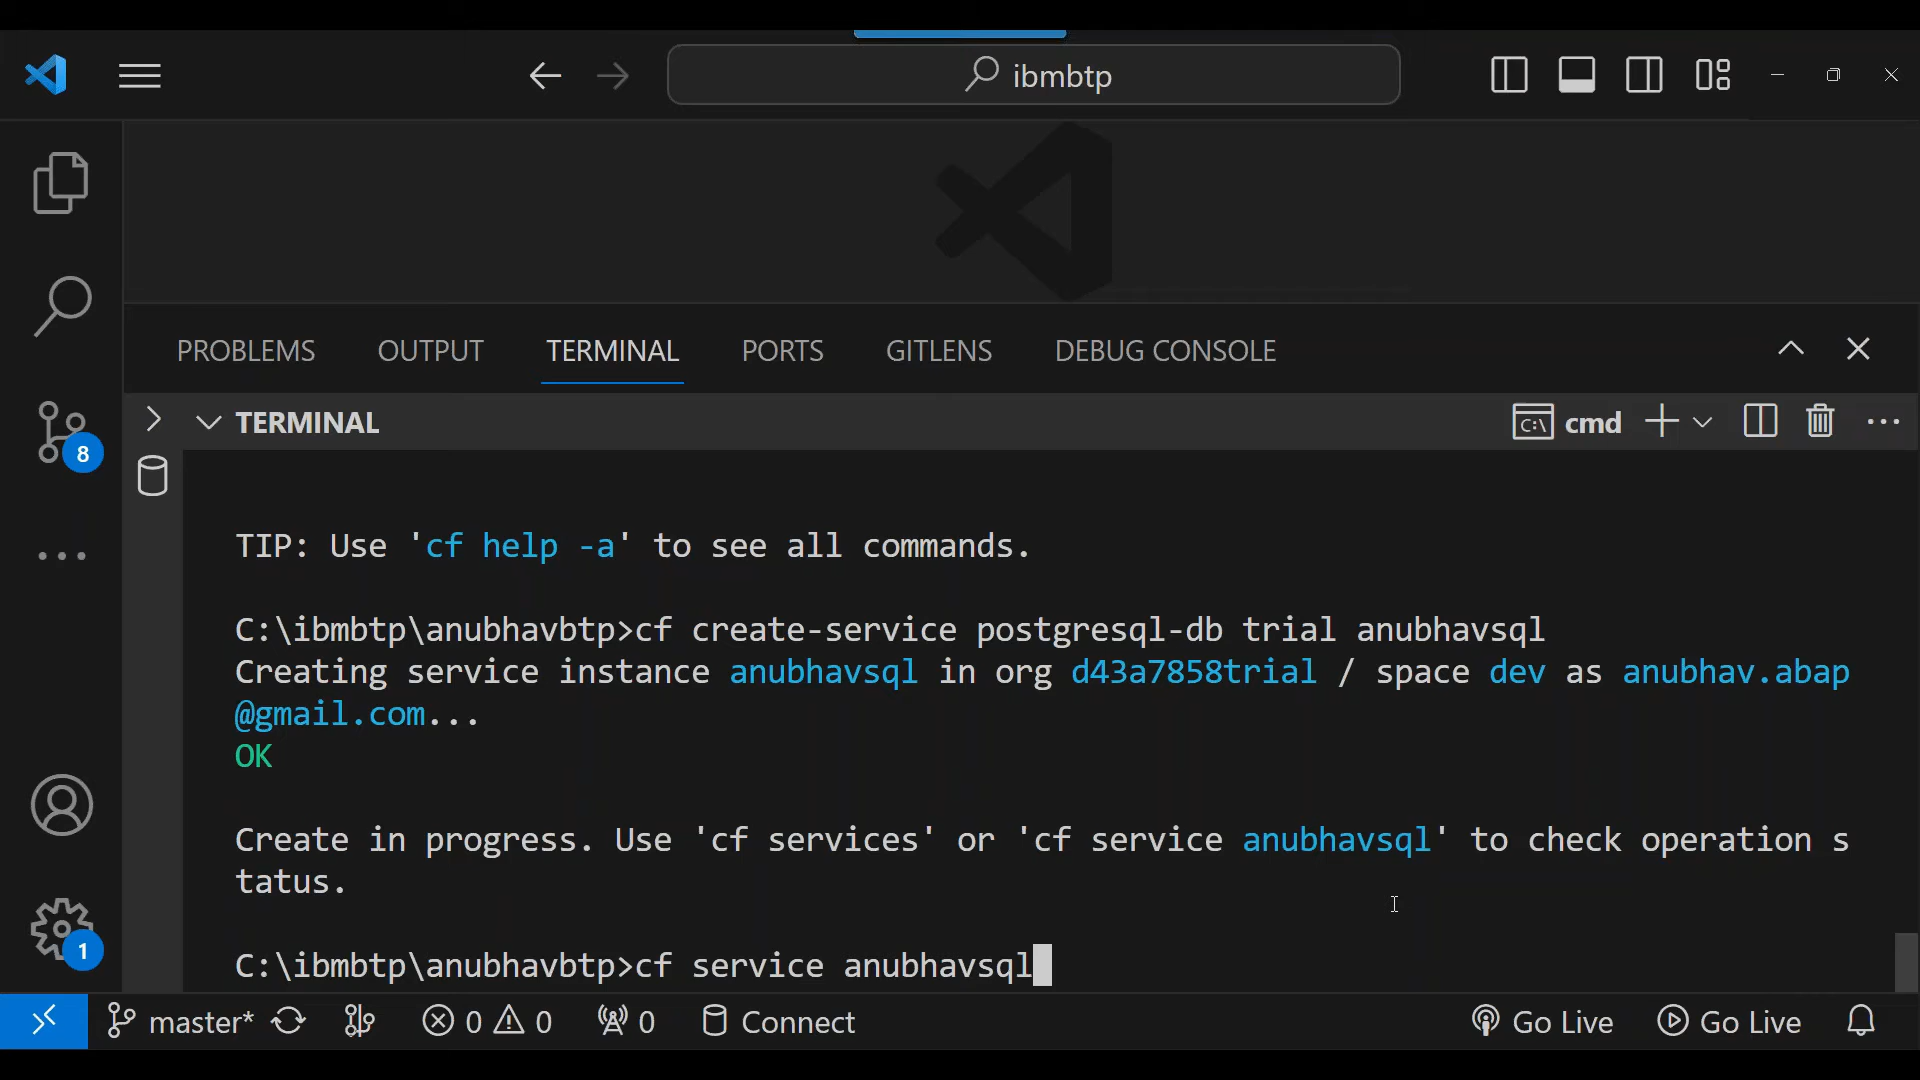 ibmbtp
PROBLEMS OUTPUT TERMINAL PORTS GITLENS DEBUG CONSOLE
TERMINAL
C:\ cmd
8
TIP: Use 'cf help -a' to see all commands.
C:\ibmbtp\anubhavbtp>cf create-service postgresql-db trial anubhavsql
Creating service instance anubhavsql in org d43a7858trial / space dev as anubhav.abap
@gmail.com...
OK
Create in progress. Use 'cf services' or 'cf service anubhavsql' to check operation s
tatus.
1
C:\ibmbtp\anubhavbtp>cf service anubhavsql
master* 0 0 0 Connect Go Live Go Live